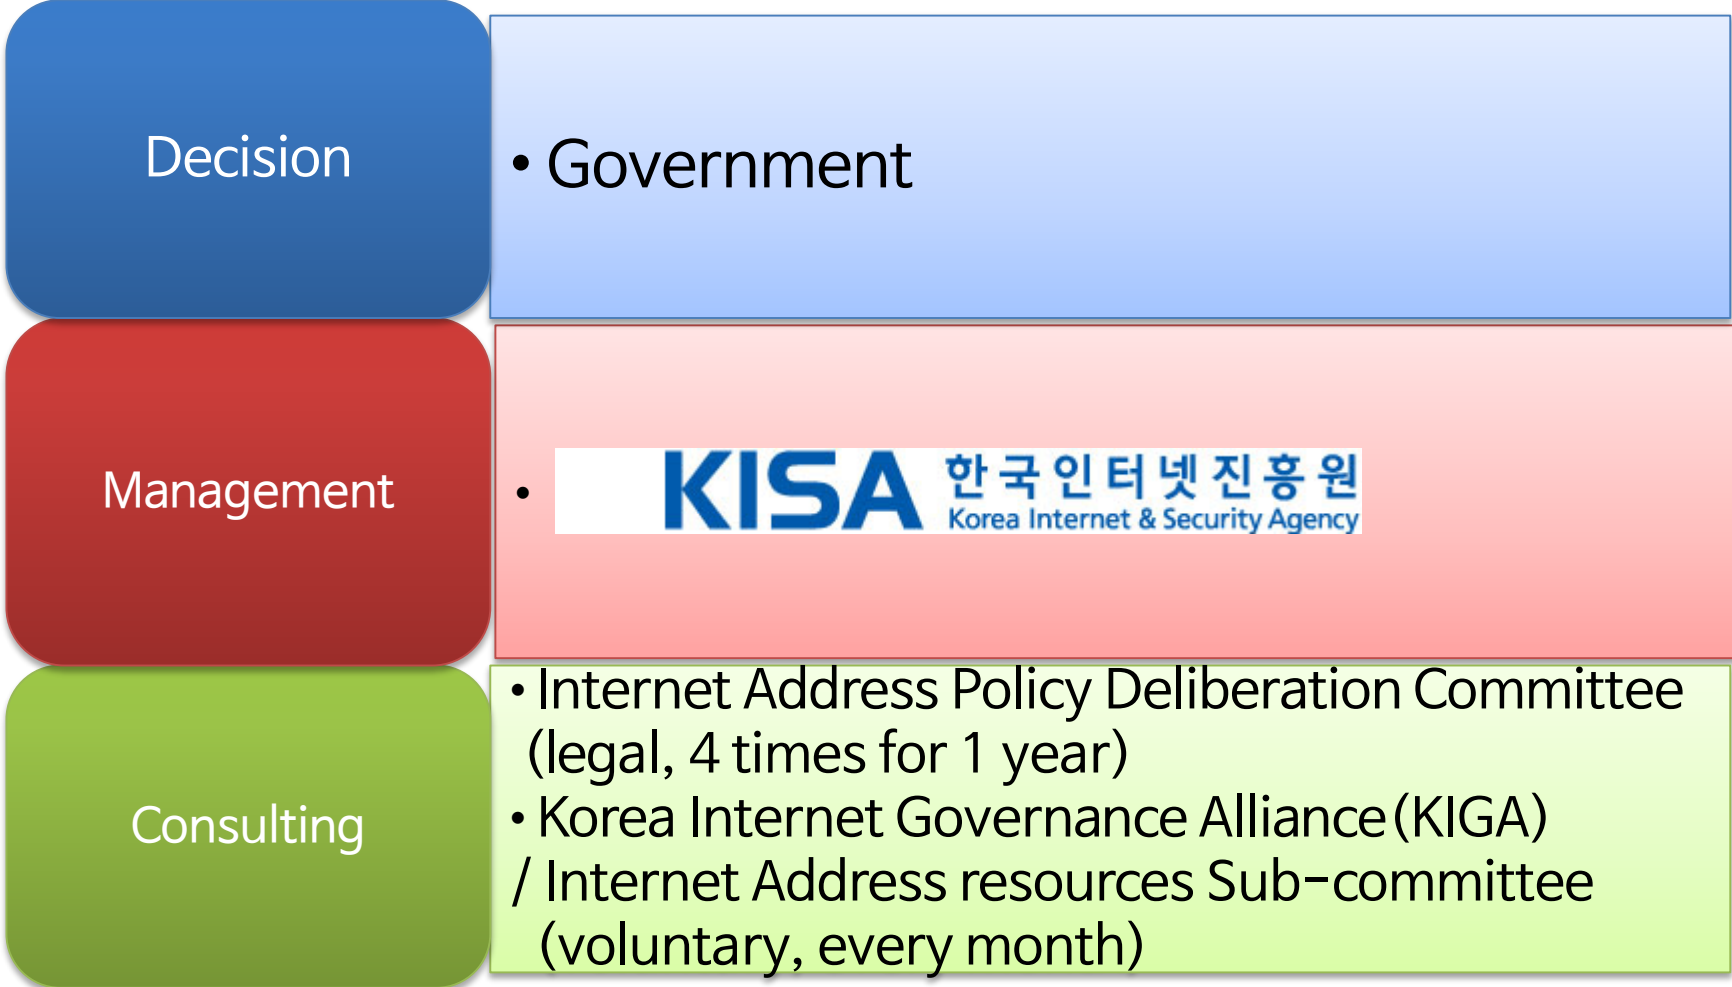 Decision
• Government
Management
• KISA 한국인터넷진흥원
Korea Internet & Security Agency
Consulting
• Internet Address Policy Deliberation Committee
(legal, 4 times for 1 year)
• Korea Internet Governance Alliance(KIGA)
/ Internet Address resources Sub-committee
(voluntary, every month)